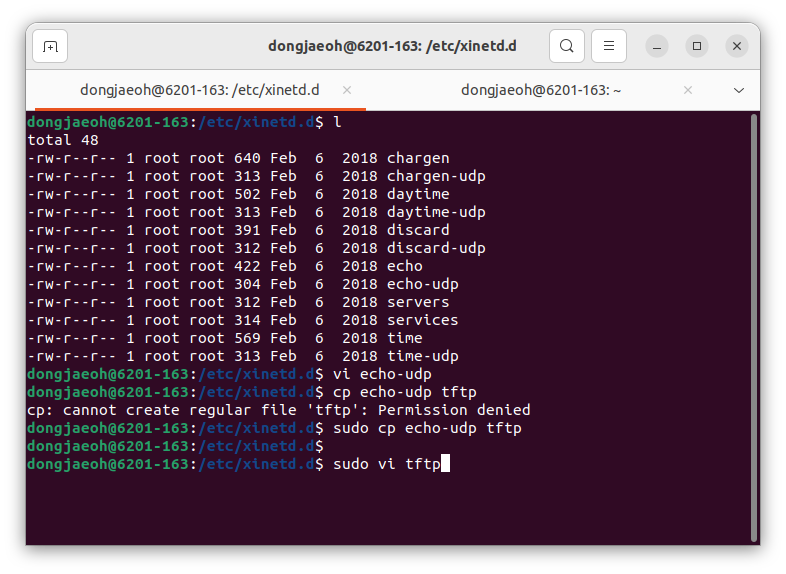 dongjaeoh@6201-163: /etc/xinetd.d
dongjaeoh@6201-163: /etc/xinetd.d
dongjaeoh@6201-163: ~
dongjaeoh@6201-163:/etc/xinetd.d$ l
total 48
-rw-r--r-- 1 root root 640 Feb  6  2018 chargen
-rw-r--r-- 1 root root 313 Feb  6  2018 chargen-udp
-rw-r--r-- 1 root root 502 Feb  6  2018 daytime
-rw-r--r-- 1 root root 313 Feb  6  2018 daytime-udp
-rw-r--r-- 1 root root 391 Feb  6  2018 discard
-rw-r--r-- 1 root root 312 Feb  6  2018 discard-udp
-rw-r--r-- 1 root root 422 Feb  6  2018 echo
-rw-r--r-- 1 root root 304 Feb  6  2018 echo-udp
-rw-r--r-- 1 root root 312 Feb  6  2018 servers
-rw-r--r-- 1 root root 314 Feb  6  2018 services
-rw-r--r-- 1 root root 569 Feb  6  2018 time
-rw-r--r-- 1 root root 313 Feb  6  2018 time-udp
dongjaeoh@6201-163:/etc/xinetd.d$ vi echo-udp
dongjaeoh@6201-163:/etc/xinetd.d$ cp echo-udp tftp
cp: cannot create regular file 'tftp': Permission denied
dongjaeoh@6201-163:/etc/xinetd.d$ sudo cp echo-udp tftp
dongjaeoh@6201-163:/etc/xinetd.d$
dongjaeoh@6201-163:/etc/xinetd.d$ sudo vi tftp